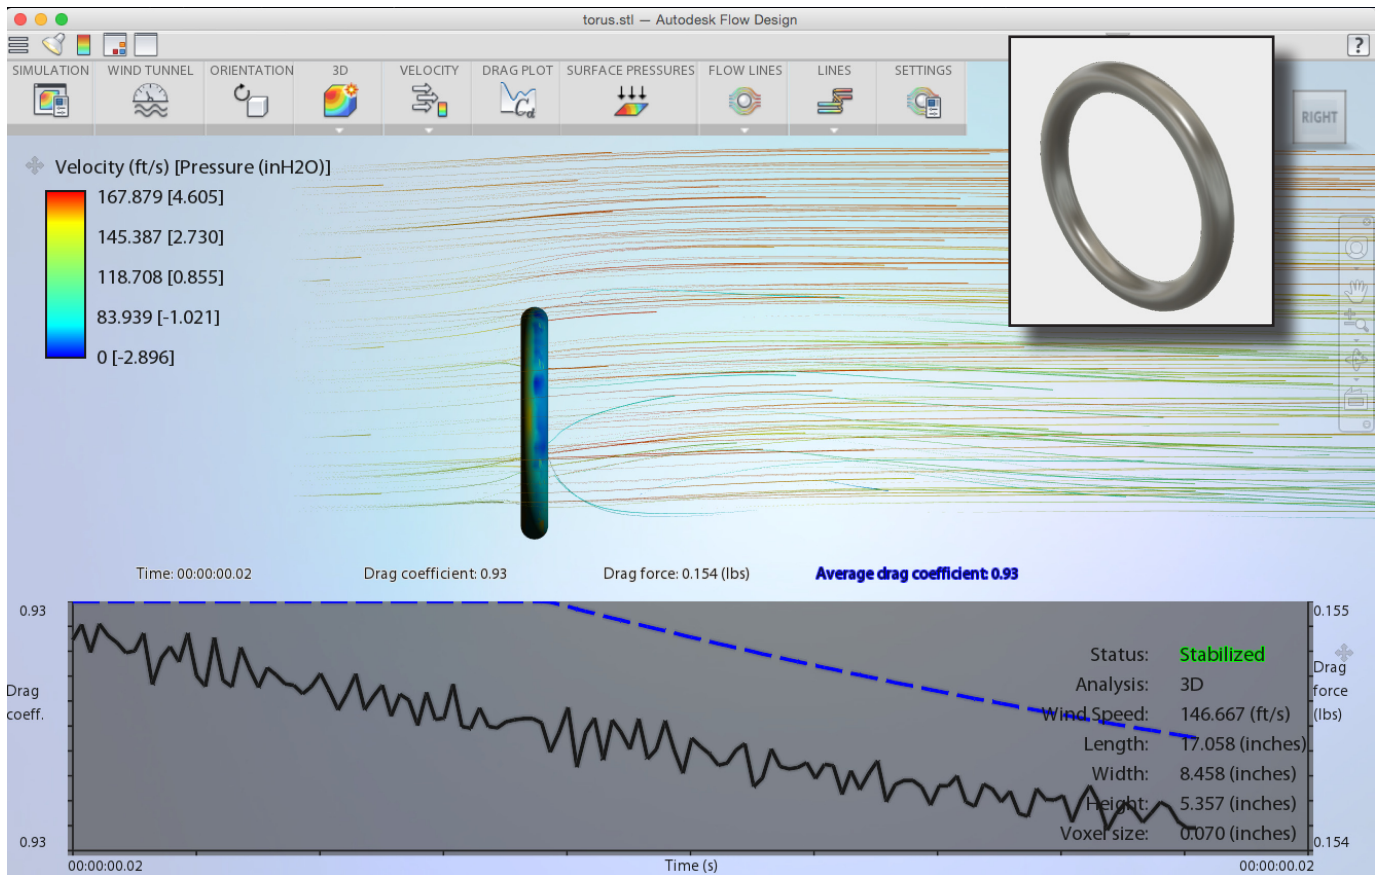 torus.stl — Autodesk Flow Design
?
SIMULATION WIND TUNNEL ORIENTATION 3D VELOCITY DRAG PLOT SURFACE PRESSURES FLOW LINES LINES SETTINGS
Cd
RIGHT
Velocity (ft/s) [Pressure (inH2O)]
167.879 [4.605]
145.387 [2.730]
118.708 [0.855]
83.939 [-1.021]
0 [-2.896]
Time: 00:00:00.02 Drag coefficient: 0.93 Drag force: 0.154 (lbs) Average drag coefficient: 0.93
0.93 0.155
Status: Stabilized
Analysis: 3D
Wind Speed: 146.667 (ft/s)
Length: 17.058 (inches)
Width: 8.458 (inches)
Height: 5.357 (inches)
Voxel size: 0.070 (inches)
Drag
coeff.
Drag
force
(lbs)
0.93 0.154
00:00:00.02 Time (s) 00:00:00.02